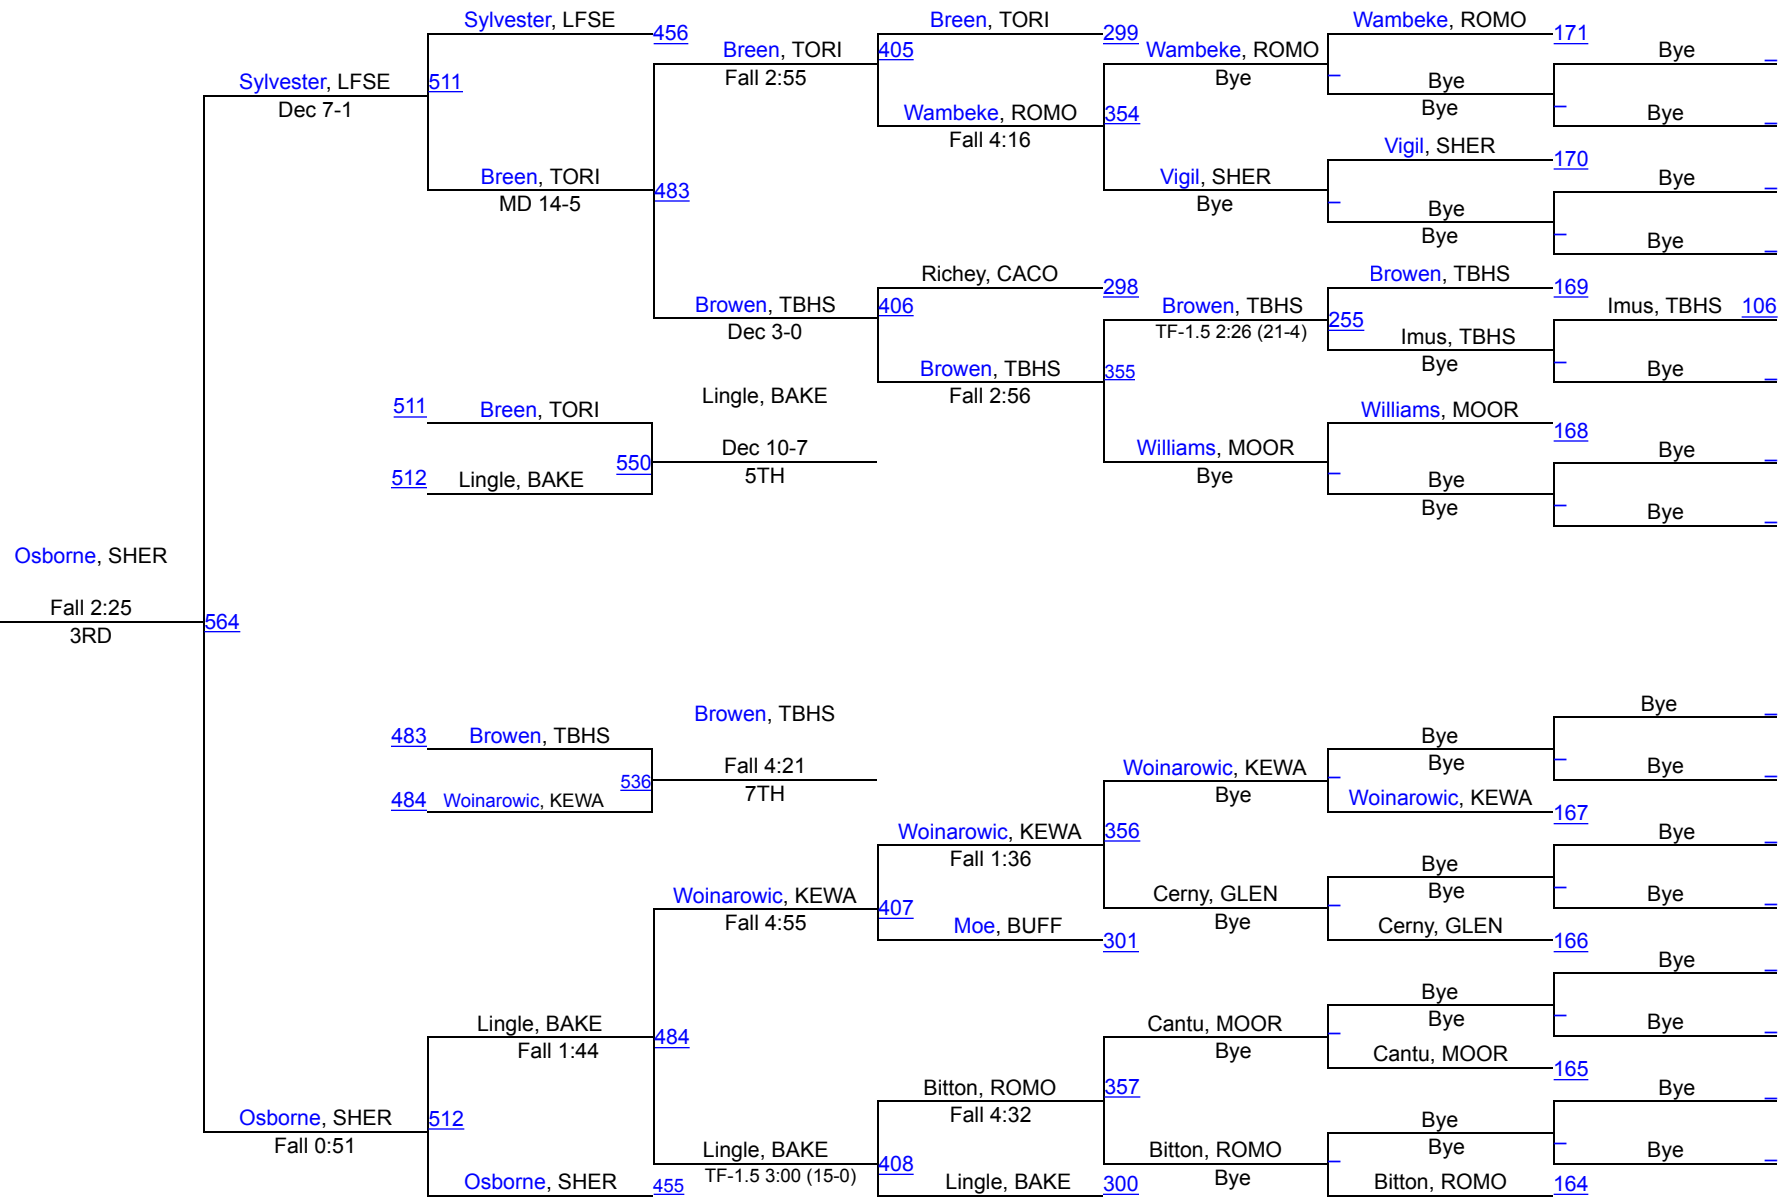 Sylvester, LFSE
456
Breen, TORI
299
Wambeke, ROMO
171
Breen, TORI
405
Fall 2:55
Wambeke, ROMO
Bye
Bye
Sylvester, LFSE
511
Dec 7-1
Bye
Bye
Wambeke, ROMO
354
Fall 4:16
Bye
Vigil, SHER
170
Breen, TORI
483
MD 14-5
Vigil, SHER
Bye
Bye
Bye
Bye
Bye
Richey, CACO
298
Browen, TBHS
169
Browen, TBHS
406
Dec 3-0
Browen, TBHS
255
TF-1.5 2:26 (21-4)
Imus, TBHS
106
Imus, TBHS
Bye
Browen, TBHS
355
Fall 2:56
Bye
Lingle, BAKE
511
Breen, TORI
Williams, MOOR
168
Dec 10-7
5TH
550
Williams, MOOR
Bye
Bye
512
Lingle, BAKE
Bye
Bye
Bye
Osborne, SHER
Fall 2:25
3RD
564
Browen, TBHS
Bye
483
Browen, TBHS
Bye
Bye
Fall 4:21
7TH
536
Woinarowic, KEWA
Bye
Bye
484
Woinarowic, KEWA
Woinarowic, KEWA
167
Woinarowic, KEWA
356
Fall 1:36
Bye
Bye
Bye
Woinarowic, KEWA
407
Fall 4:55
Cerny, GLEN
Bye
Bye
Moe, BUFF
301
Cerny, GLEN
166
Bye
Bye
Bye
Lingle, BAKE
484
Fall 1:44
Cantu, MOOR
Bye
Bye
Cantu, MOOR
165
Bitton, ROMO
357
Fall 4:32
Bye
Osborne, SHER
512
Fall 0:51
Bye
Bye
Lingle, BAKE
408
TF-1.5 3:00 (15-0)
Bitton, ROMO
Bye
Bye
Osborne, SHER
455
Lingle, BAKE
300
Bitton, ROMO
164